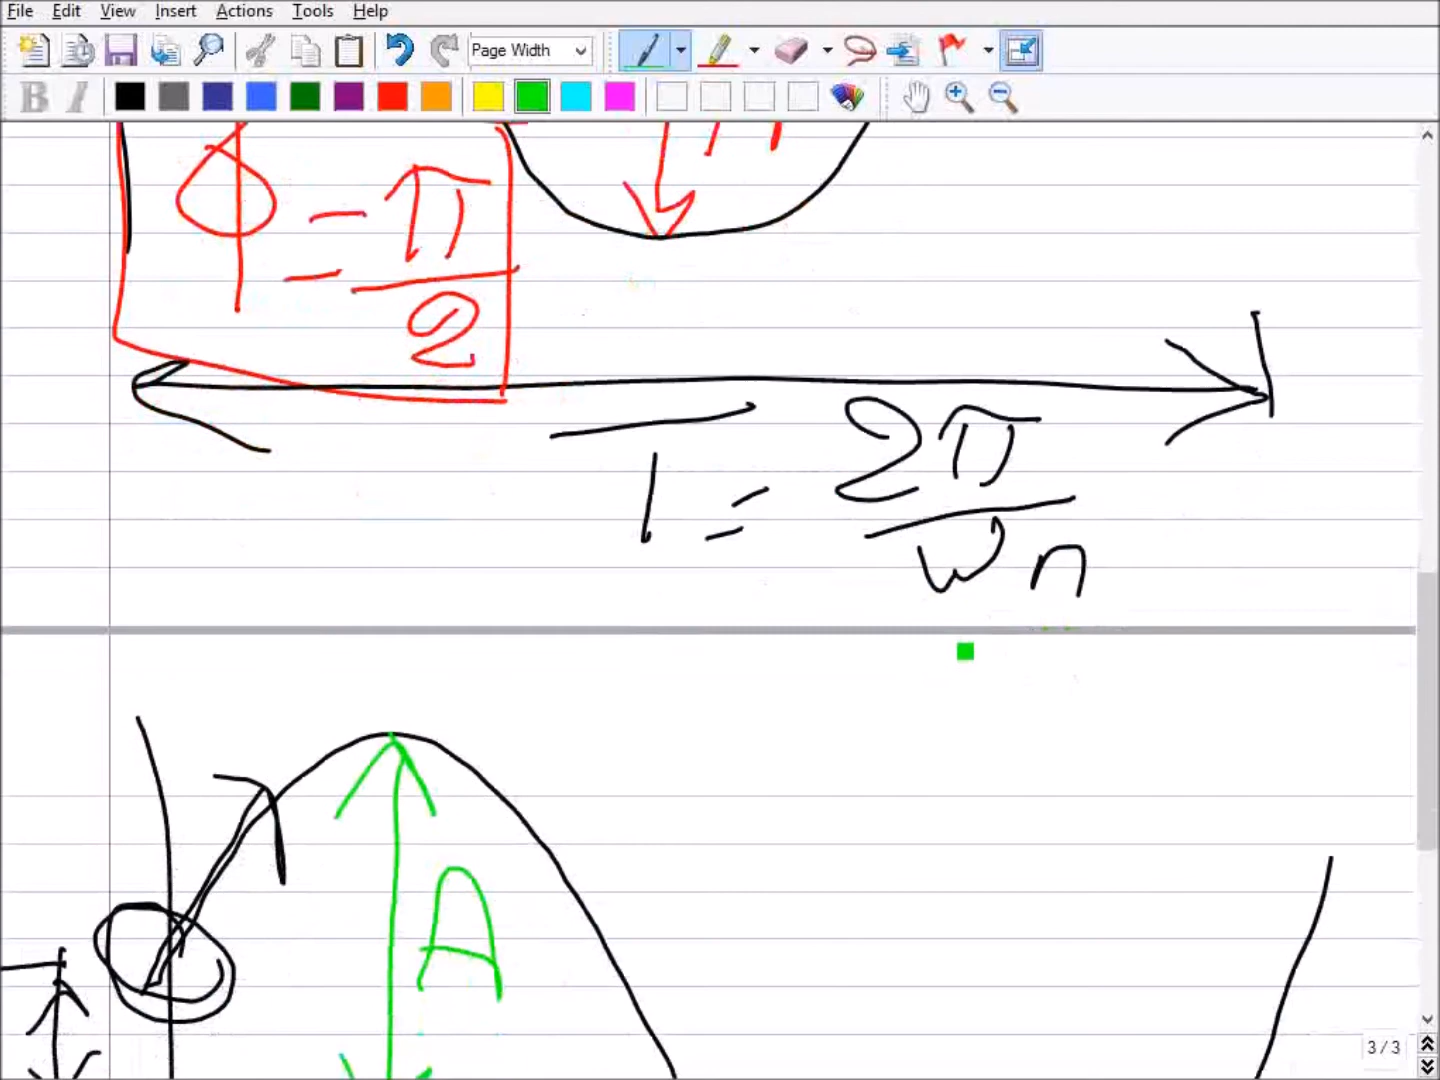 File Edit View Insert Actions Tools Help
Page Width
B I
ϕ = π/2
T = 2π/ωn
A
3 / 3